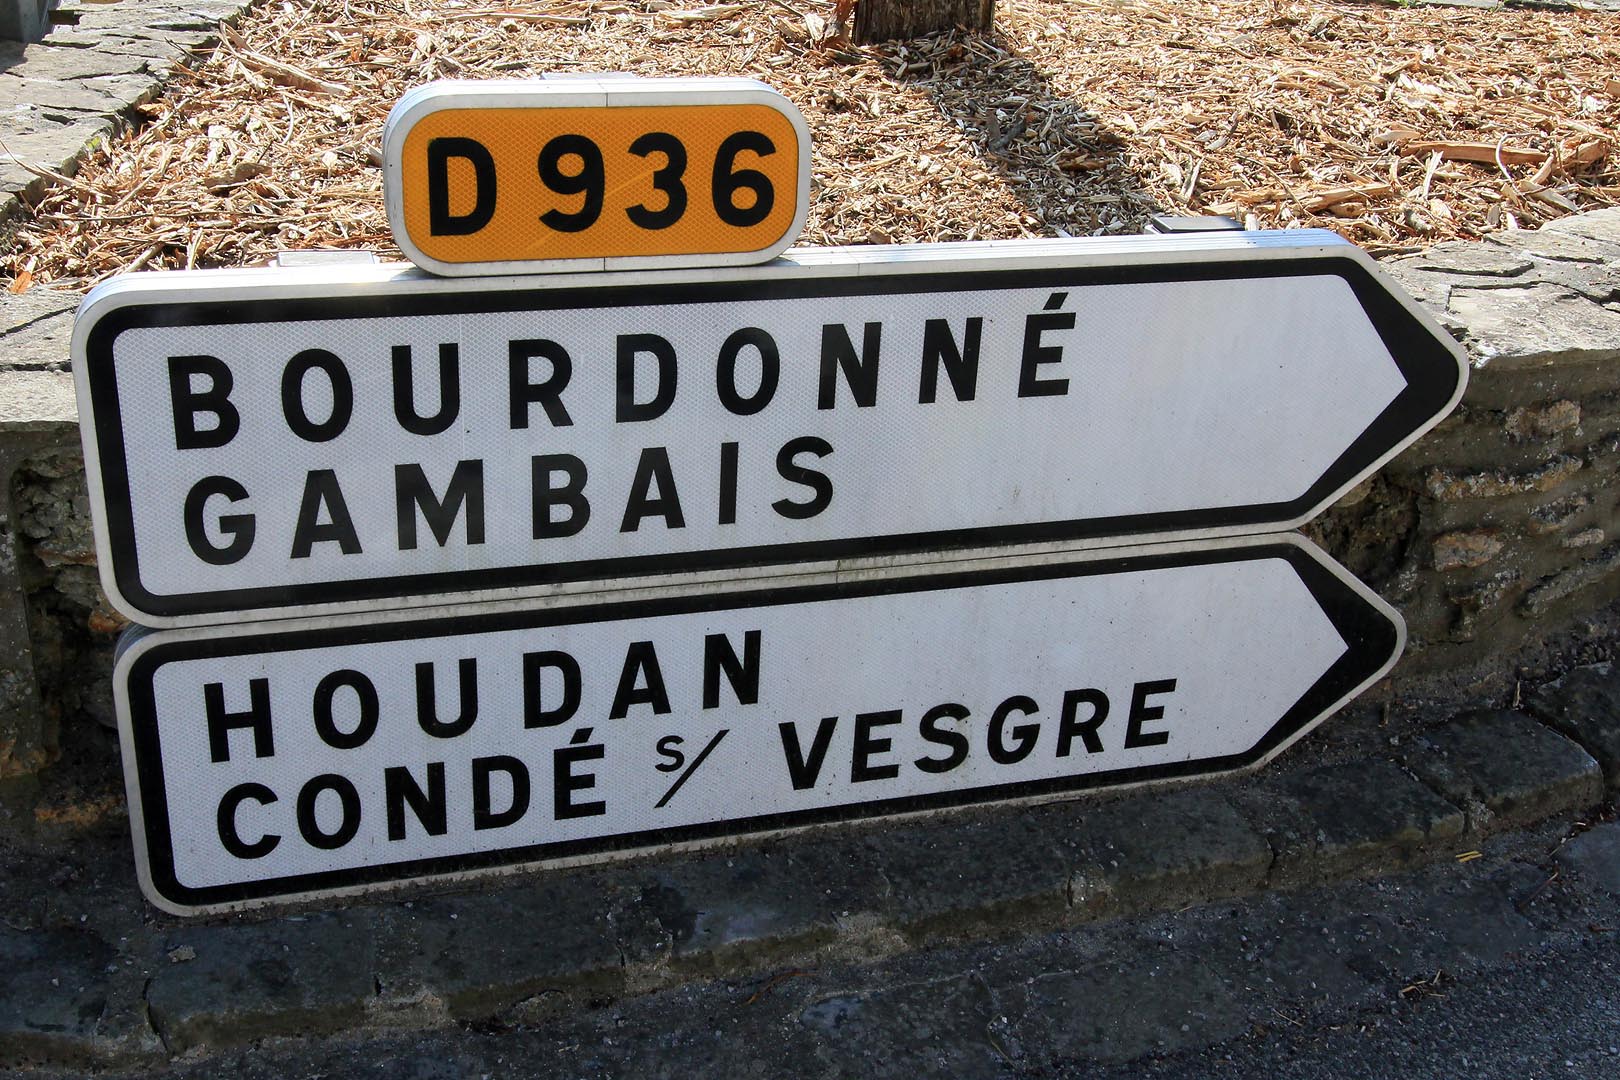 D 936
BOURDONNÉ
GAMBAIS
HOUDAN
CONDÉ s/ VESGRE